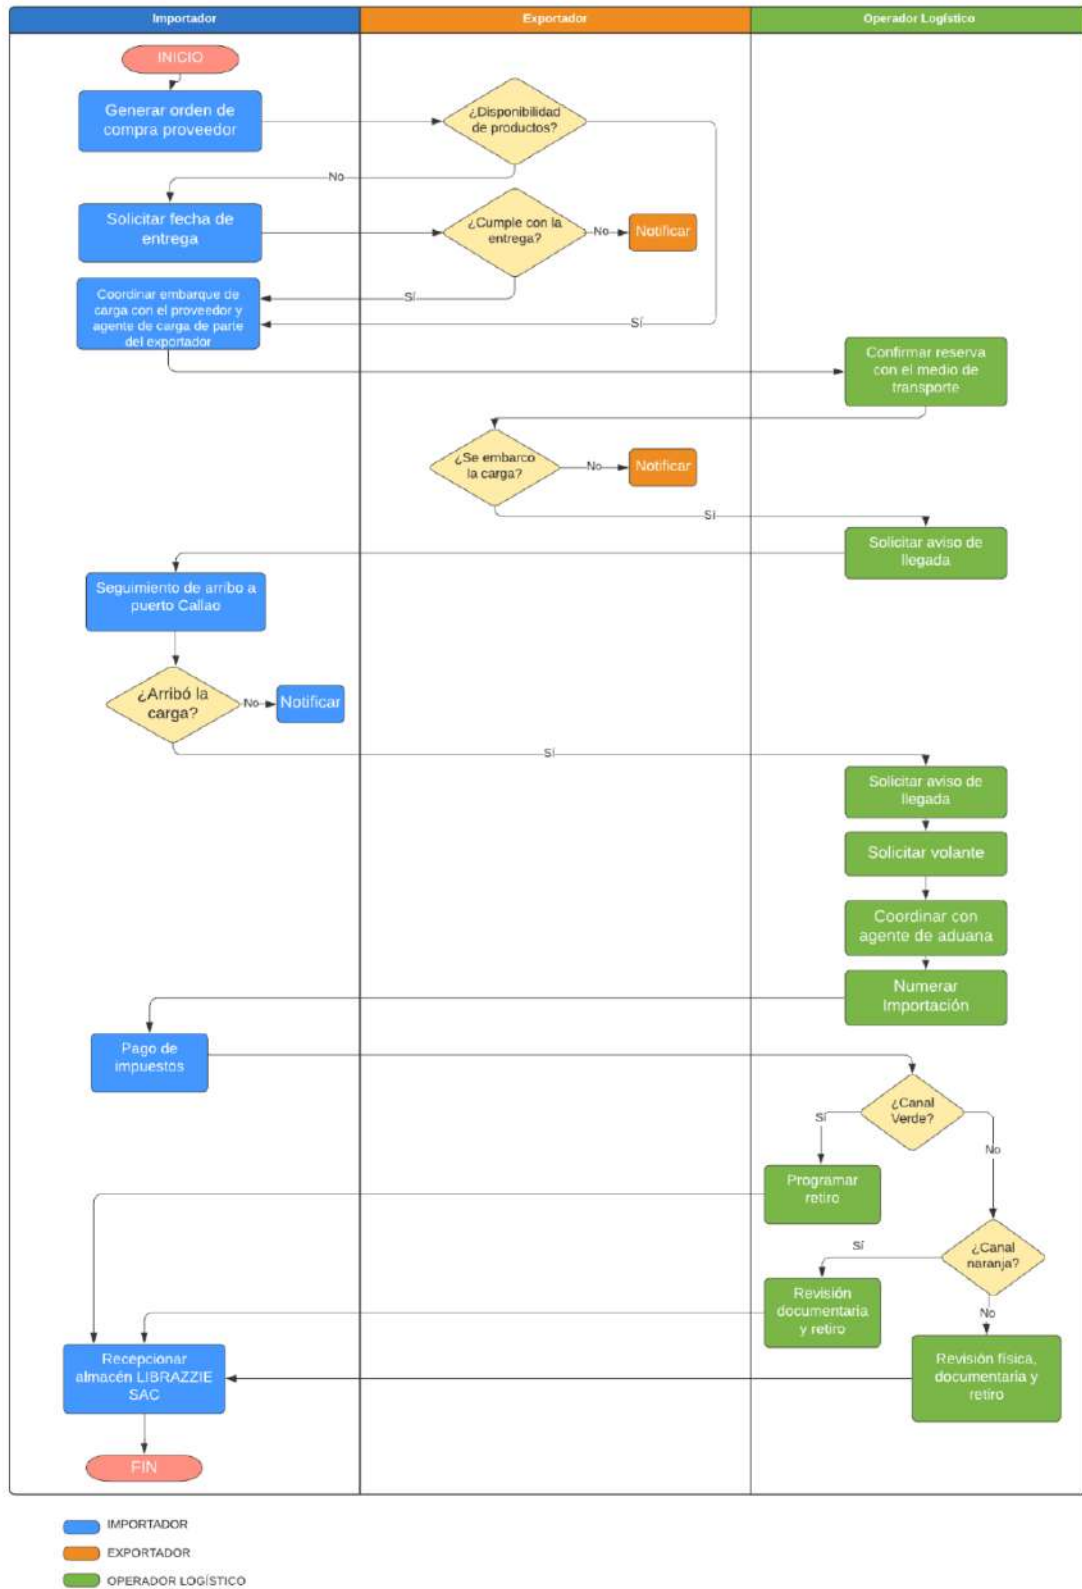 Importador
Exportador
Operador Logístico
INICIO
Generar orden de
compra proveedor
¿Disponibilidad
de productos?
No
Solicitar fecha de
entrega
¿Cumple con la
entrega?
No
Notificar
Sí
Coordinar embarque de
carga con el proveedor y
agente de carga de parte
del exportador
Sí
Confirmar reserva
con el medio de
transporte
¿Se embarco
la carga?
No
Notificar
Sí
Solicitar aviso de
llegada
Seguimiento de arribo a
puerto Callao
¿Arribó la
carga?
No
Notificar
Sí
Solicitar aviso de
llegada
Solicitar volante
Coordinar con
agente de aduana
Numerar
Importación
Pago de
impuestos
¿Canal
Verde?
Sí
No
Programar
retiro
¿Canal
naranja?
Sí
Revisión
documentaria
y retiro
No
Recepcionar
almacén LIBRAZZIE
SAC
Revisión física,
documentaria y
retiro
FIN
IMPORTADOR
EXPORTADOR
OPERADOR LOGÍSTICO